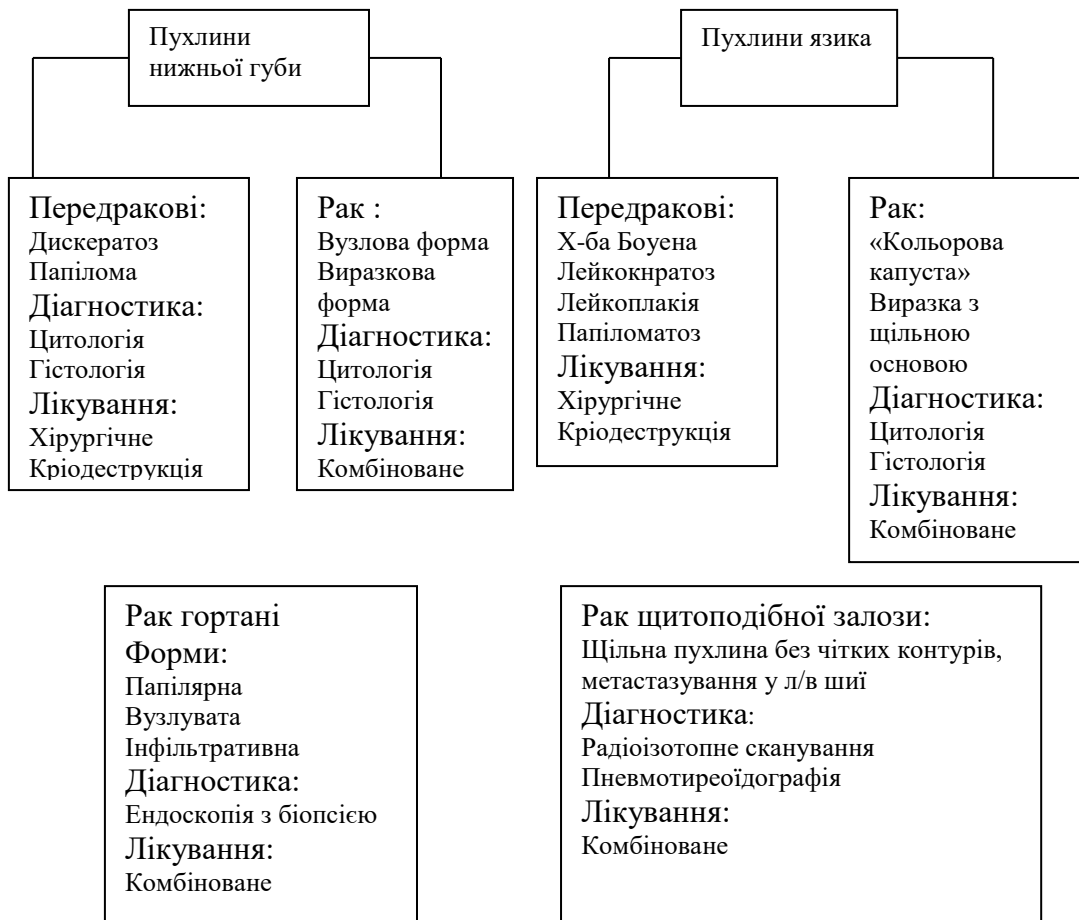 Пухлини
нижньої губи
Пухлини язика
Передракові:
Дискератоз
Папілома
Діагностика:
Цитологія
Гістологія
Лікування:
Хірургічне
Кріодеструкція
Рак :
Вузлова форма
Виразкова
форма
Діагностика:
Цитологія
Гістологія
Лікування:
Комбіноване
Передракові:
Х-ба Боуена
Лейкокнратоз
Лейкоплакія
Папіломатоз
Лікування:
Хірургічне
Кріодеструкція
Рак:
«Кольорова
капуста»
Виразка з
щільною
основою
Діагностика:
Цитологія
Гістологія
Лікування:
Комбіноване
Рак гортані
Форми:
Папілярна
Вузлувата
Інфільтративна
Діагностика:
Ендоскопія з біопсією
Лікування:
Комбіноване
Рак щитоподібної залози:
Щільна пухлина без чітких контурів,
метастазування у л/в шиї
Діагностика:
Радіоізотопне сканування
Пневмотиреоїдографія
Лікування:
Комбіноване